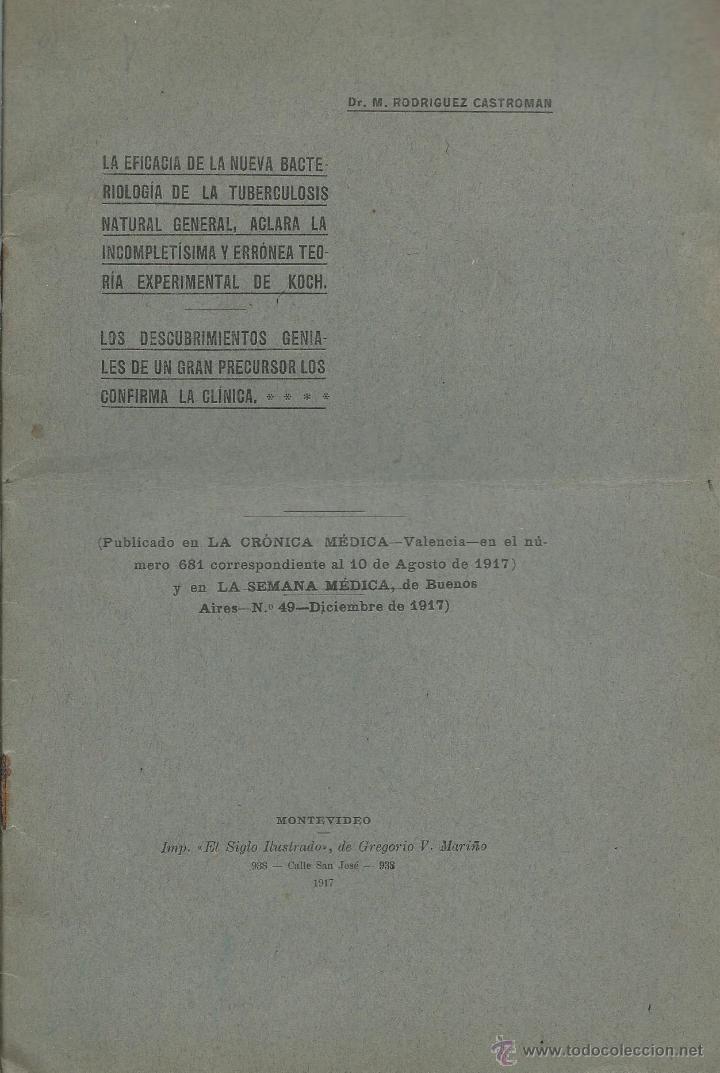 Dr. M. RODRIGUEZ CASTROMAN
LA EFICACIA DE LA NUEVA BACTE-
RIOLOGÍA DE LA TUBERCULOSIS
NATURAL GENERAL, ACLARA LA
INCOMPLETÍSIMA Y ERRÓNEA TEO-
RÍA EXPERIMENTAL DE KOCH.
LOS DESCUBRIMIENTOS GENIA-
LES DE UN GRAN PRECURSOR LOS
CONFIRMA LA CLÍNICA. * * * *
(Publicado en LA CRÓNICA MÉDICA—Valencia—en el nú-
mero 681 correspondiente al 10 de Agosto de 1917)
y en LA SEMANA MÉDICA, de Buenos
Aires—N.º 49—Diciembre de 1917)
MONTEVIDEO
Imp. «El Siglo Ilustrado», de Gregorio V. Mariño
938 — Calle San José — 938
1917
www.todocoleccion.net